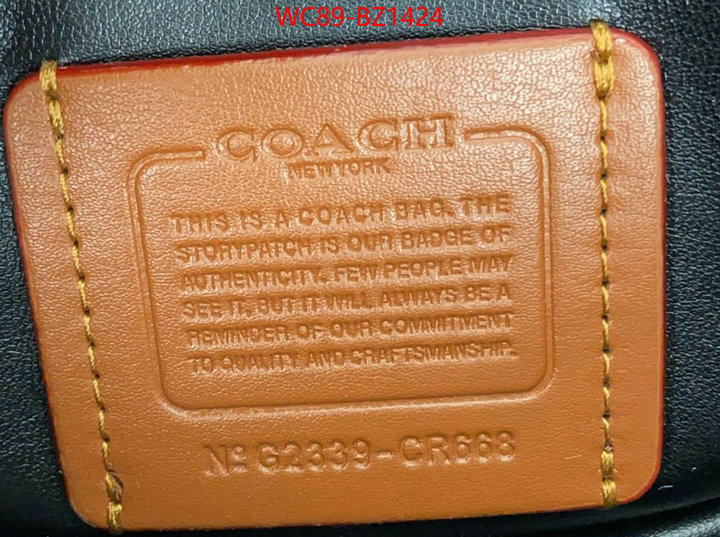 WC89-BZ1424
COACH
NEW YORK
THIS IS A COACH BAG. THE
STORYPATCH IS OUR BADGE OF
AUTHENTICITY. FEW PEOPLE MAY
SEE IT, BUT IT WILL ALWAYS BE A
REMINDER OF OUR COMMITMENT
TO QUALITY AND CRAFTSMANSHIP.
Nº G2339-CR668